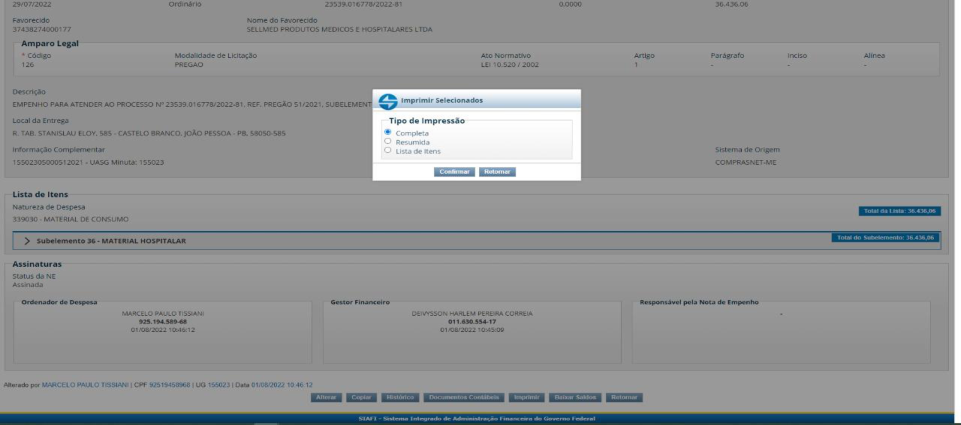 29/07/2022 Ordinário 23539.016778/2022-81 0,0000 36.436,06
Favorecido Nome do Favorecido
37438274000177 SELLMED PRODUTOS MEDICOS E HOSPITALARES LTDA
Amparo Legal
* Código Modalidade de Licitação Ato Normativo Artigo Parágrafo Inciso Alínea
126 PREGAO LEI 10.520 / 2002 1 - - -
Descrição
EMPENHO PARA ATENDER AO PROCESSO Nº 23539.016778/2022-81, REF. PREGÃO 51/2021, SUBELEMENT
Local da Entrega
R. TAB. STANISLAU ELOY, 585 - CASTELO BRANCO, JOÃO PESSOA - PB, 58050-585
Informação Complementar Sistema de Origem
15502305000512021 - UASG Minuta: 155023 COMPRASNET-ME
Imprimir Selecionados
Tipo de Impressão
Completa
Resumida
Lista de Itens
Confirmar Retornar
Lista de Itens
Natureza de Despesa
339030 - MATERIAL DE CONSUMO Total da Lista: 36.436,06
Subelemento 36 - MATERIAL HOSPITALAR Total do Subelemento: 36.436,06
Assinaturas
Status da NE
Assinada
Ordenador de Despesa Gestor Financeiro Responsável pela Nota de Empenho
MARCELO PAULO TISSIANI DEIVYSSON HARLEM PEREIRA CORREIA -
925.194.589-68 011.630.554-17
01/08/2022 10:46:12 01/08/2022 10:45:09
Alterado por MARCELO PAULO TISSIANI | CPF 92519458968 | UG 155023 | Data 01/08/2022 10:46:12
Alterar Copiar Histórico Documentos Contábeis Imprimir Baixar Saldos Retornar
SIAFI - Sistema Integrado de Administração Financeira do Governo Federal